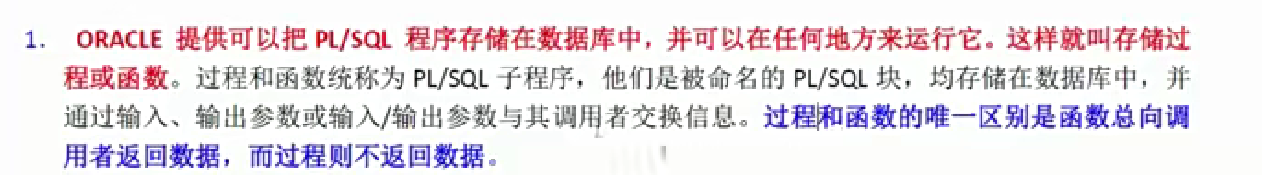 1. ORACLE 提供可以把 PL/SQL 程序存储在数据库中，并可以在任何地方来运行它。这样就叫存储过
程或函数。过程和函数统称为 PL/SQL 子程序，他们是被命名的 PL/SQL 块，均存储在数据库中，并
通过输入、输出参数或输入/输出参数与其调用者交换信息。过程和函数的唯一区别是函数总向调
用者返回数据，而过程则不返回数据。